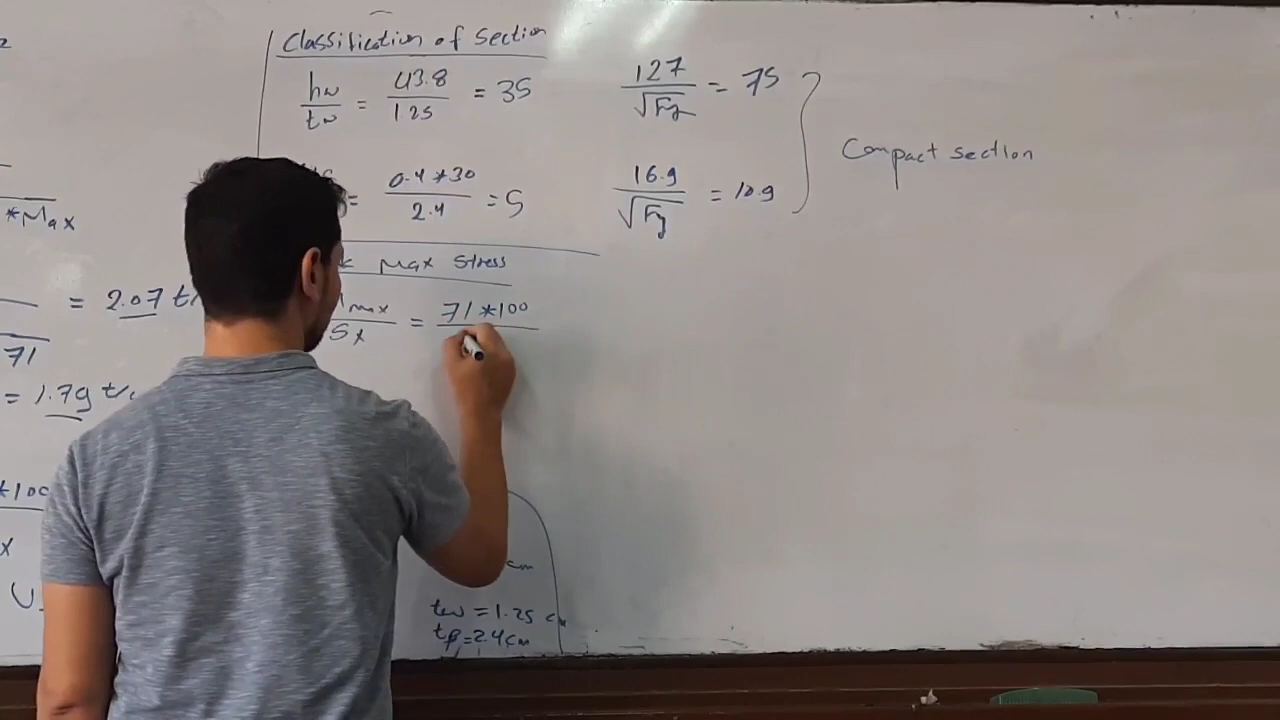 Classification of Section
hw/tw = 43.8/1.25 = 35
127/√Fy = 75
= 0.4*30/2.4 = 5
16.9/√Fy = 10.9
Compact section
*Max
Max Stress
= 2.07
max/Sx = 71*100
71
= 1.79
*100
x
cm
tw = 1.25 cm
tf = 2.4 cm